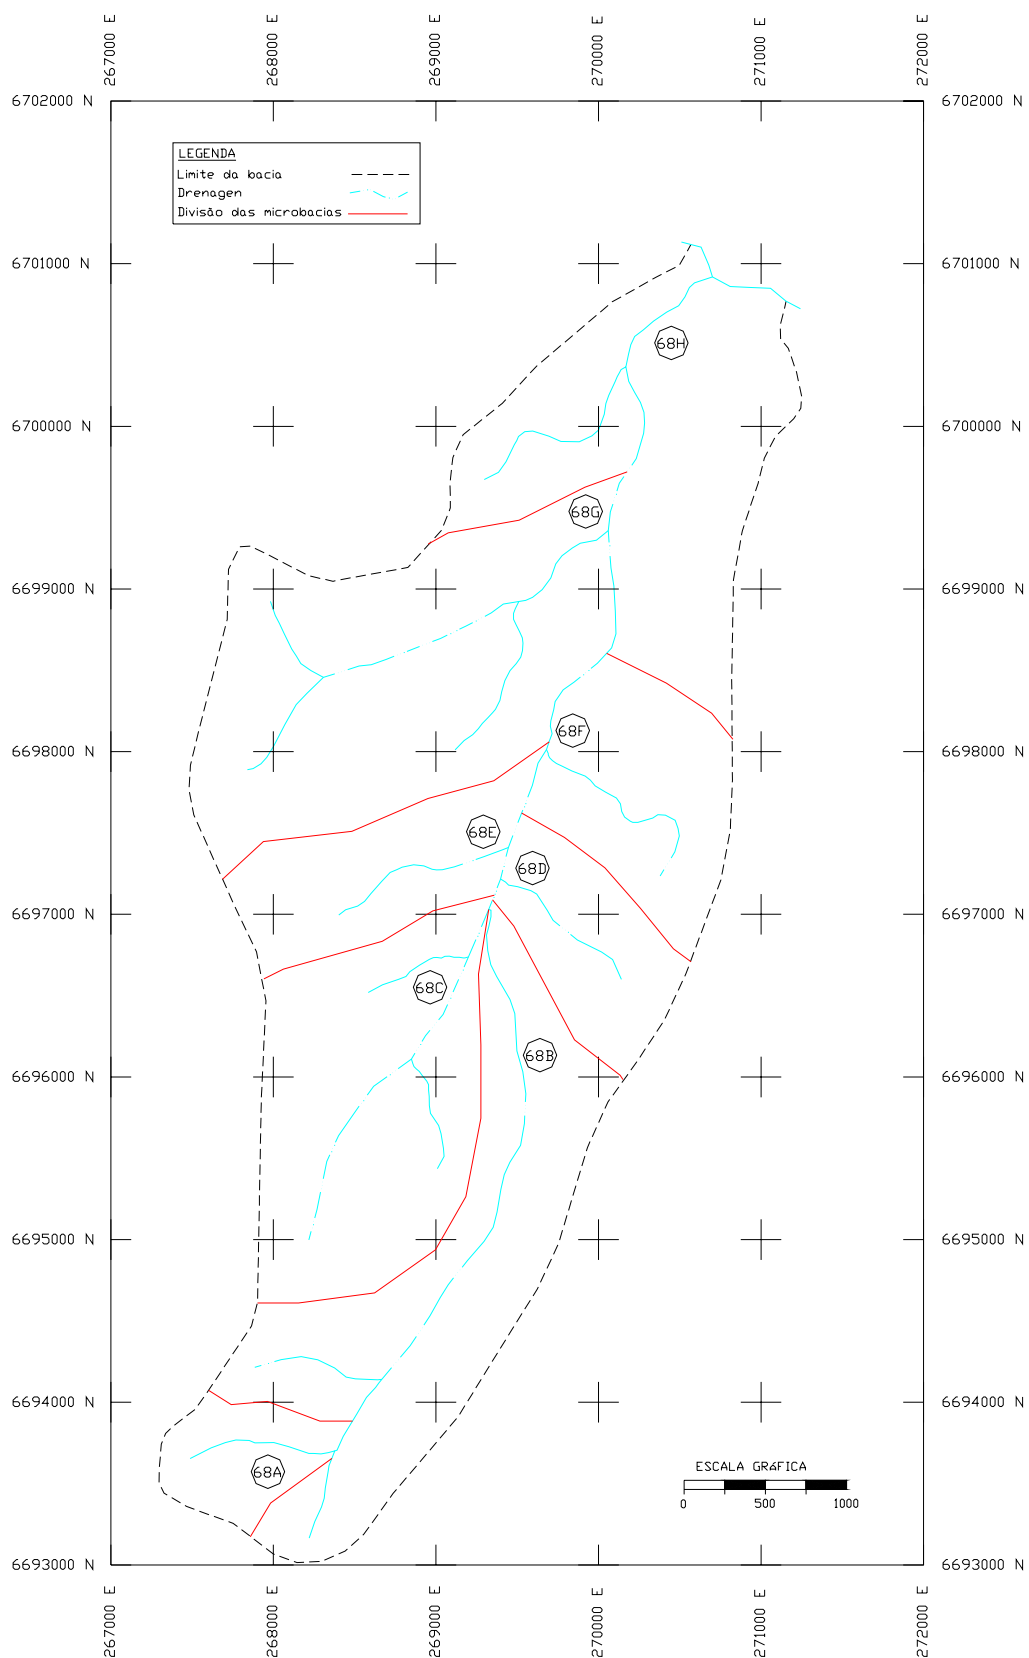 267000 E
268000 E
269000 E
270000 E
271000 E
272000 E
6702000 N
6702000 N
LEGENDA
Limite da bacia
Drenagen
Divisão das microbacias
6701000 N
6701000 N
68H
6700000 N
6700000 N
68G
6699000 N
6699000 N
68F
6698000 N
6698000 N
68E
68D
6697000 N
6697000 N
68C
68B
6696000 N
6696000 N
6695000 N
6695000 N
6694000 N
6694000 N
68A
ESCALA GRáFICA
0
500
1000
6693000 N
6693000 N
267000 E
268000 E
269000 E
270000 E
271000 E
272000 E